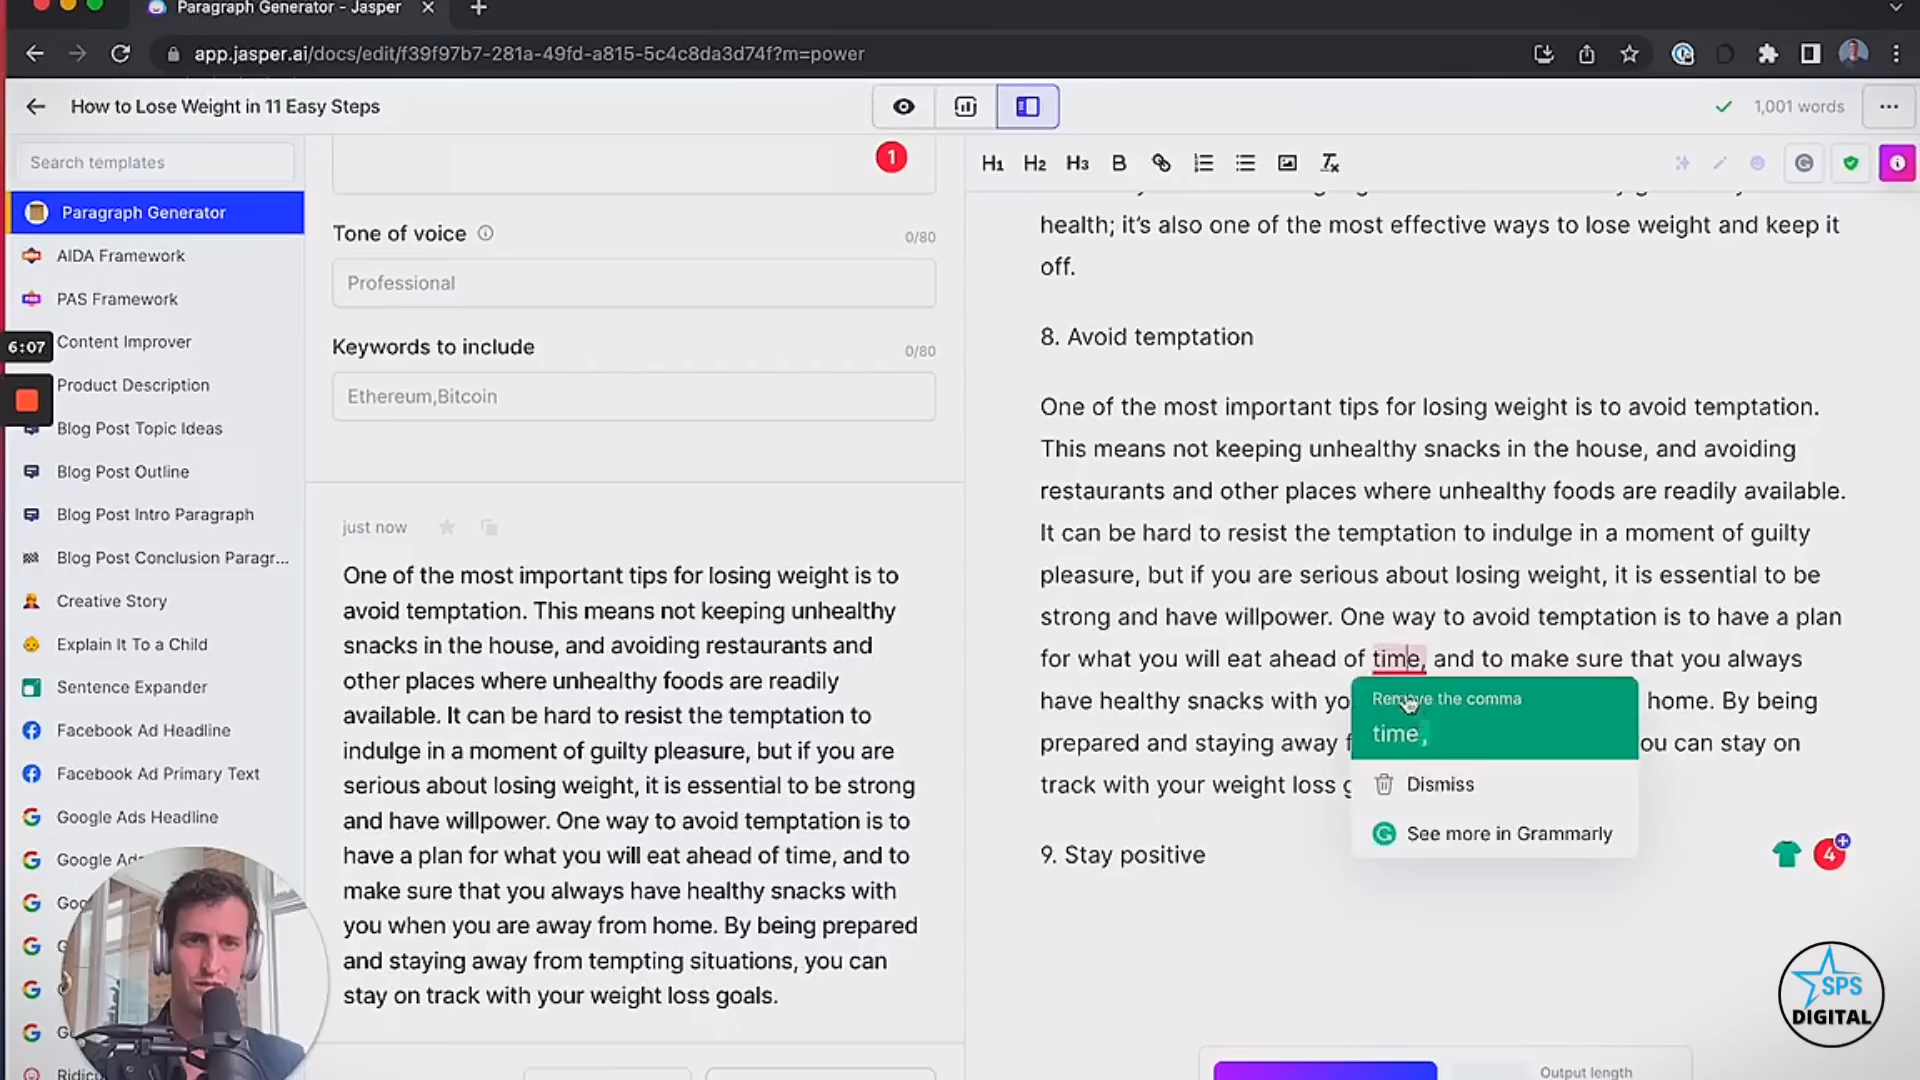 Paragraph Generator - Jasper
app.jasper.ai/docs/edit/f39f97b7-281a-49fd-a815-5c4c8da3d74f?m=power
How to Lose Weight in 11 Easy Steps
1,001 words
Search templates
Paragraph Generator
AIDA Framework
PAS Framework
6:07
Content Improver
Product Description
Blog Post Topic Ideas
Blog Post Outline
Blog Post Intro Paragraph
Blog Post Conclusion Paragr...
Creative Story
Explain It To a Child
Sentence Expander
Facebook Ad Headline
Facebook Ad Primary Text
Google Ads Headline
Google Ad
1
Tone of voice
0/80
Professional
Keywords to include
0/80
Ethereum,Bitcoin
just now
One of the most important tips for losing weight is to
avoid temptation. This means not keeping unhealthy
snacks in the house, and avoiding restaurants and
other places where unhealthy foods are readily
available. It can be hard to resist the temptation to
indulge in a moment of guilty pleasure, but if you are
serious about losing weight, it is essential to be strong
and have willpower. One way to avoid temptation is to
have a plan for what you will eat ahead of time, and to
make sure that you always have healthy snacks with
you when you are away from home. By being prepared
and staying away from tempting situations, you can
stay on track with your weight loss goals.
H1 H2 H3 B
health; it's also one of the most effective ways to lose weight and keep it
off.
8. Avoid temptation
One of the most important tips for losing weight is to avoid temptation.
This means not keeping unhealthy snacks in the house, and avoiding
restaurants and other places where unhealthy foods are readily available.
It can be hard to resist the temptation to indulge in a moment of guilty
pleasure, but if you are serious about losing weight, it is essential to be
strong and have willpower. One way to avoid temptation is to have a plan
for what you will eat ahead of time, and to make sure that you always
have healthy snacks with yo home. By being
prepared and staying away f ou can stay on
track with your weight loss g
Remove the comma
time,
Dismiss
See more in Grammarly
9. Stay positive
4
SPS
DIGITAL
Output length